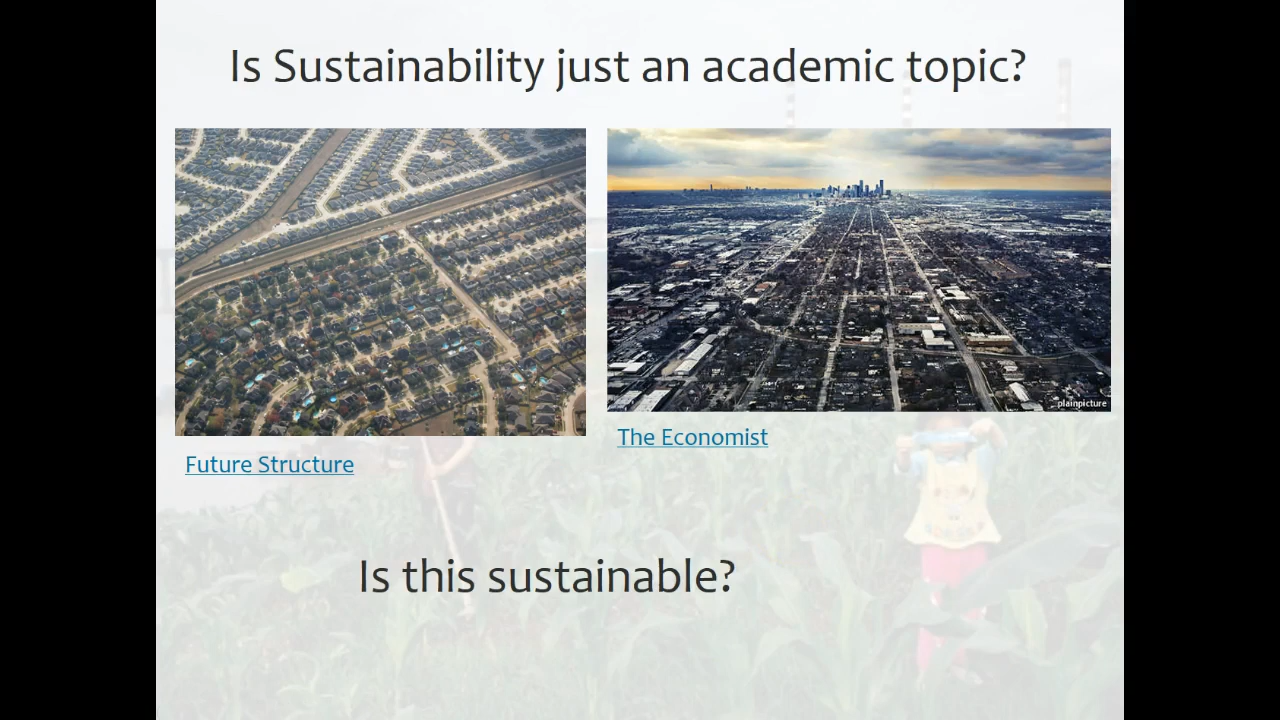 Is Sustainability just an academic topic?
plainpicture
The Economist
Future Structure
Is this sustainable?